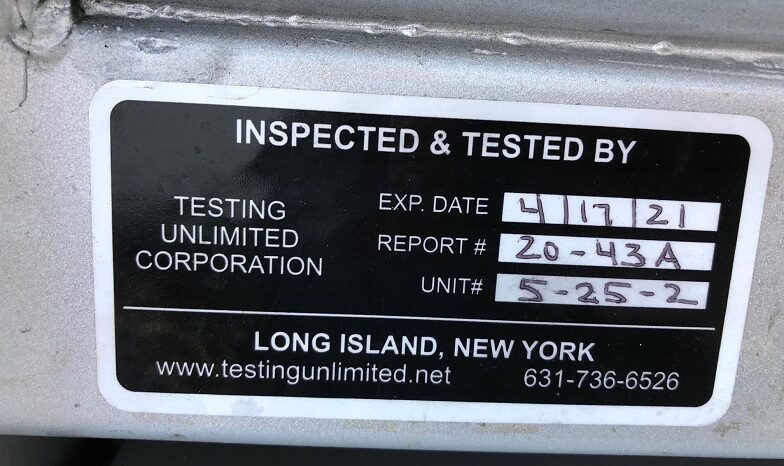 INSPECTED & TESTED BY
TESTING
UNLIMITED
CORPORATION
EXP. DATE 4/17/21
REPORT # 20-43A
UNIT# 5-25-2
LONG ISLAND, NEW YORK
www.testingunlimited.net 631-736-6526